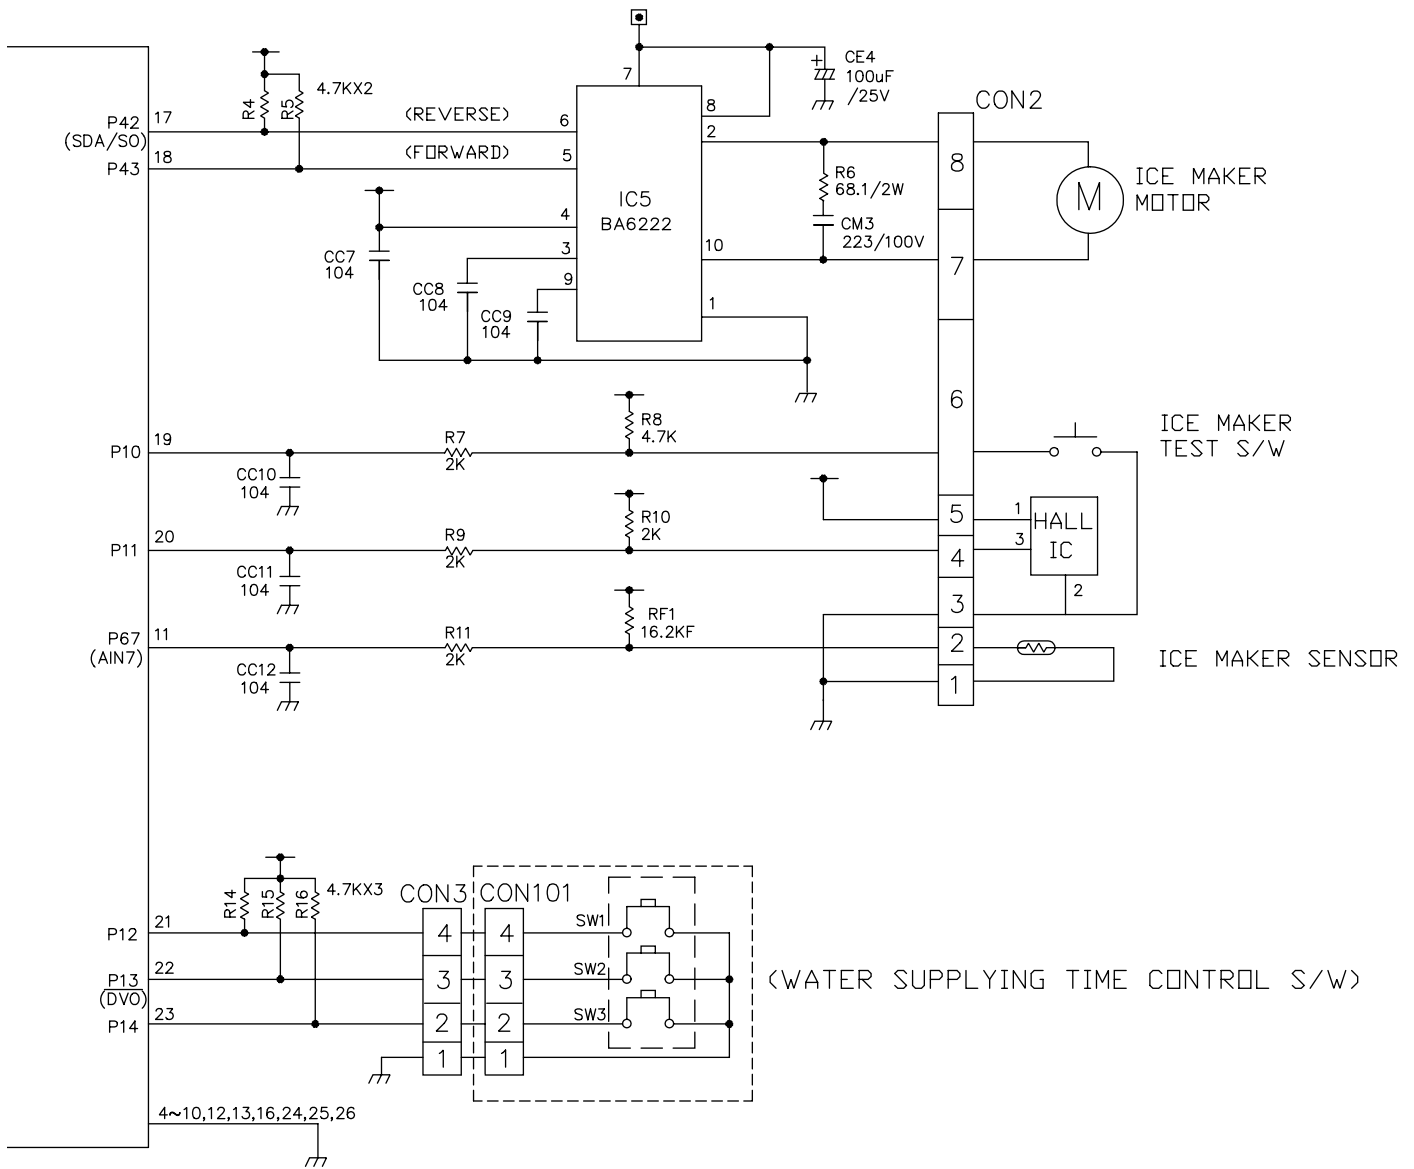 CE4
100uF
/25V
+
7
4.7KX2
R4
R5
P42
17
(SDA/SO)
P43
18
(REVERSE)
6
(FORWARD)
5
4
3
9
IC5
BA6222
8
2
10
1
R6
68.1/2W
CM3
223/100V
CC7
104
CC8
104
CC9
104
CON2
8
7
6
5
4
3
2
1
M
ICE MAKER
MOTOR
P10
19
CC10
104
R7
2K
R8
4.7K
ICE MAKER
TEST S/W
P11
20
CC11
104
R9
2K
R10
2K
1
3
HALL
IC
2
P67
11
(AIN7)
CC12
104
R11
2K
RF1
16.2KF
ICE MAKER SENSOR
R14
R15
R16
4.7KX3
CON3
CON101
P12
21
4
4
SW1
P13
22
(DVO)
3
3
SW2
P14
23
2
2
SW3
1
1
(WATER SUPPLYING TIME CONTROL S/W)
4~10,12,13,16,24,25,26